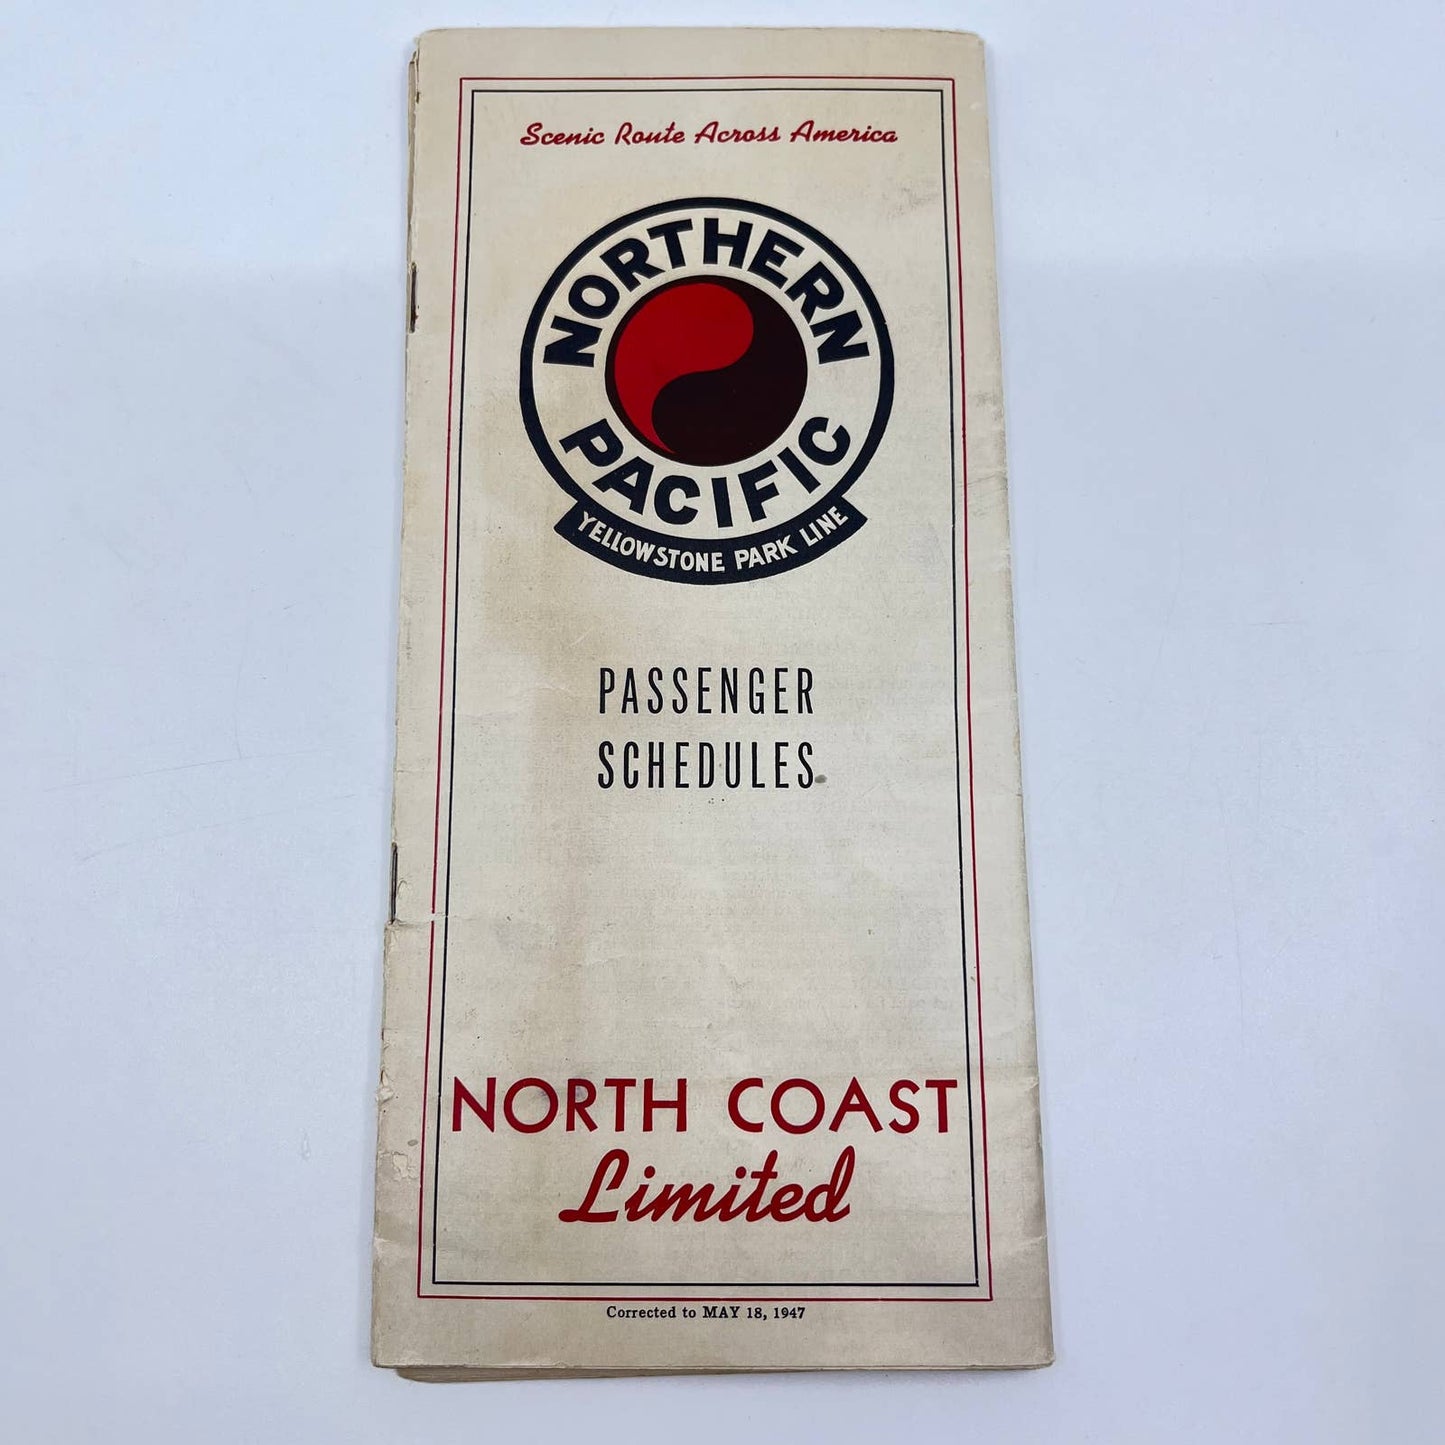 Scenic Route Across America
NORTHERN
PACIFIC
YELLOWSTONE PARK LINE
PASSENGER
SCHEDULES
NORTH COAST
Limited
Corrected to MAY 18, 1947